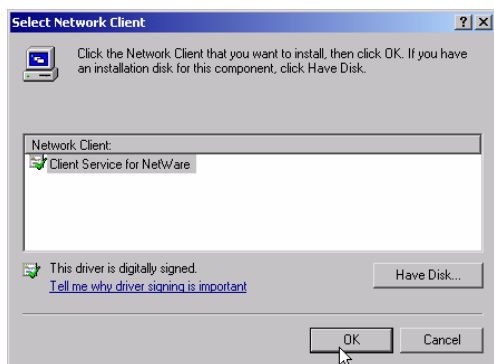 Select Network Client
Click the Network Client that you want to install, then click OK. If you have
an installation disk for this component, click Have Disk.
Network Client:
Client Service for NetWare
This driver is digitally signed.
Tell me why driver signing is important
Have Disk...
OK
Cancel